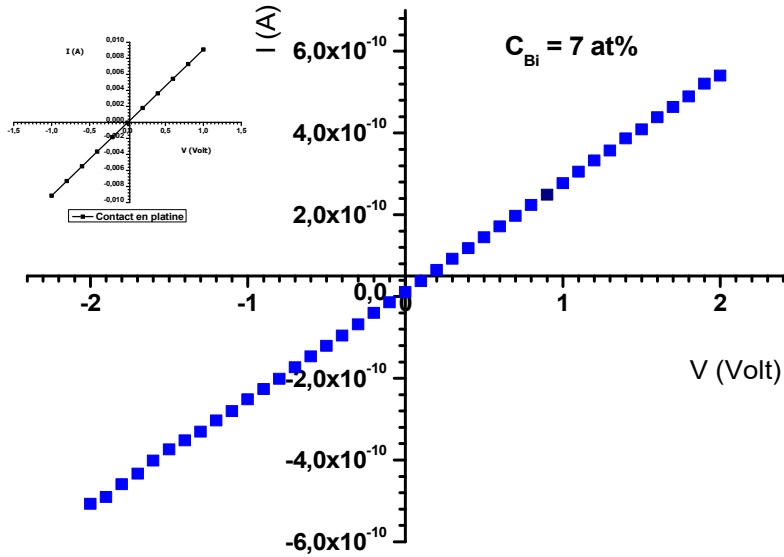 I (A)
0,010
0,008
0,006
0,004
0,002
0,000
-0,002
-0,004
-0,006
-0,008
-0,010
-1,5 -1,0 -0,5 0,0 0,5 1,0 1,5
V (Volt)
Contact en platine
I (A)
C_Bi = 7 at%
6,0x10^-10
4,0x10^-10
2,0x10^-10
0,0
-2,0x10^-10
-4,0x10^-10
-6,0x10^-10
-2 -1 0 1 2
V (Volt)